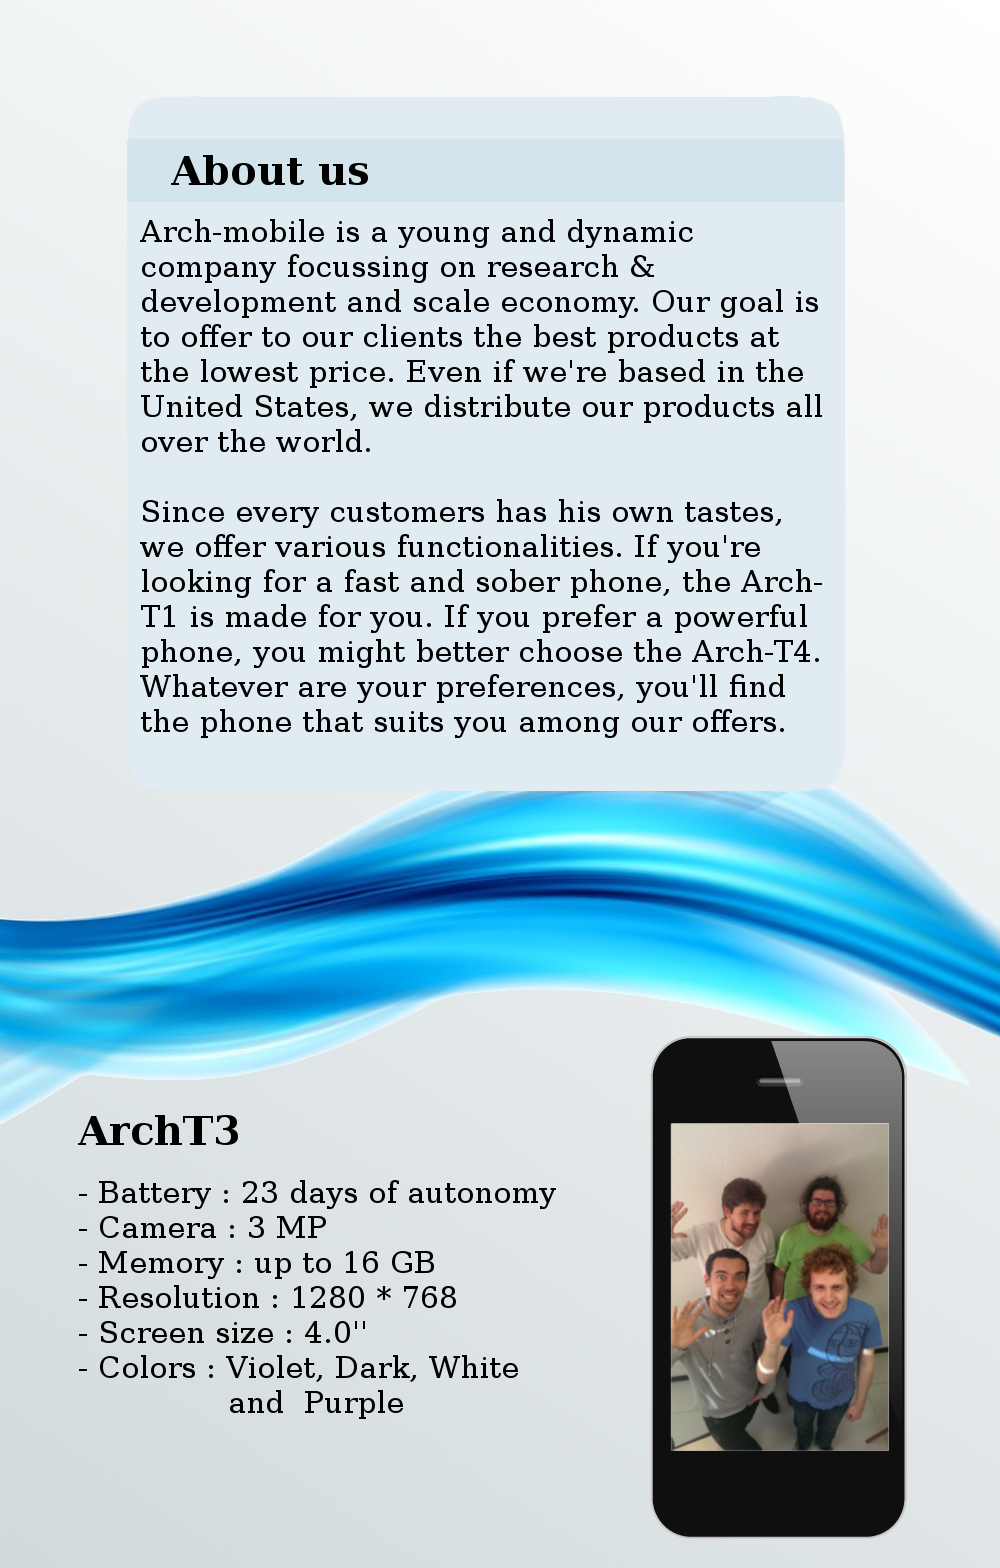 About us
Arch-mobile is a young and dynamic
company focussing on research &
development and scale economy. Our goal is
to offer to our clients the best products at
the lowest price. Even if we're based in the
United States, we distribute our products all
over the world.
Since every customers has his own tastes,
we offer various functionalities. If you're
looking for a fast and sober phone, the Arch-
T1 is made for you. If you prefer a powerful
phone, you might better choose the Arch-T4.
Whatever are your preferences, you'll find
the phone that suits you among our offers.
ArchT3
- Battery : 23 days of autonomy
- Camera : 3 MP
- Memory : up to 16 GB
- Resolution : 1280 * 768
- Screen size : 4.0''
- Colors : Violet, Dark, White
and  Purple